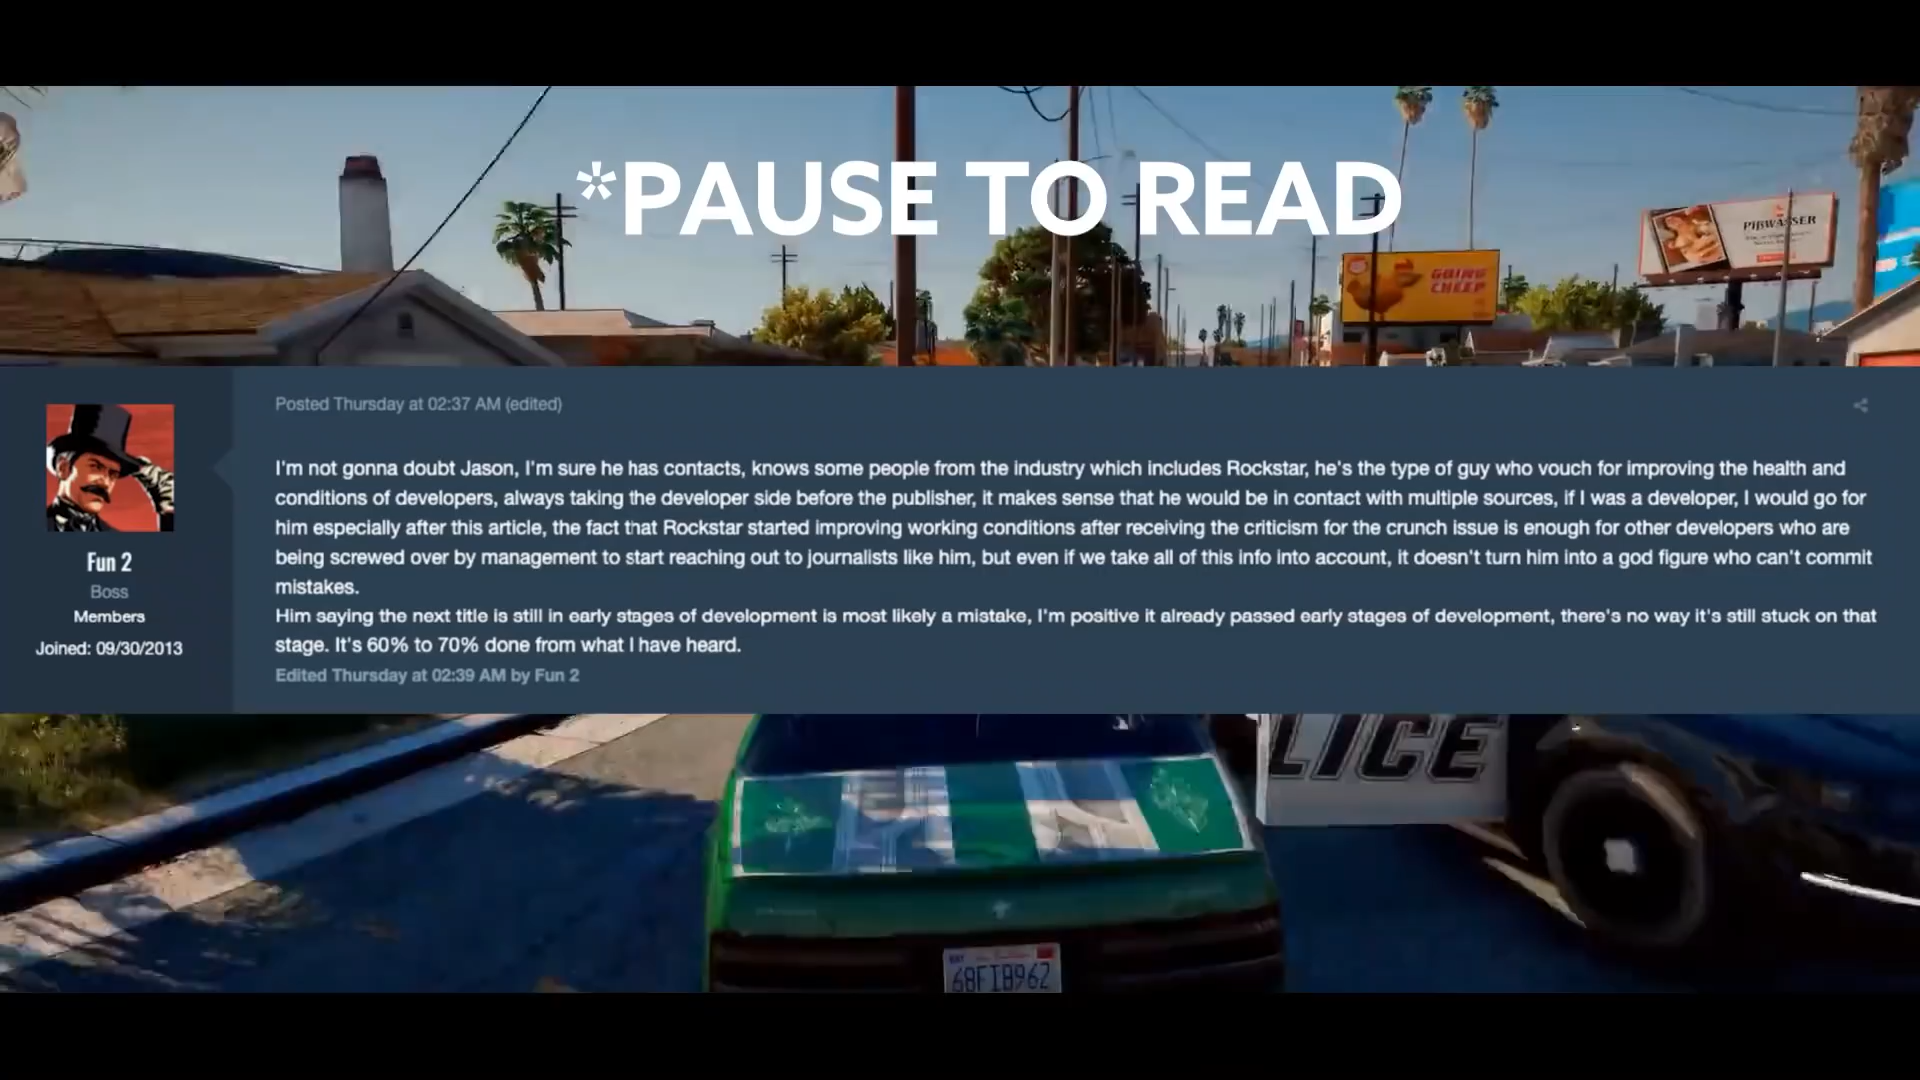 *PAUSE TO READ
PIBWASSER
GOING
CHEEP
Posted Thursday at 02:37 AM (edited)
I'm not gonna doubt Jason, I'm sure he has contacts, knows some people from the industry which includes Rockstar, he's the type of guy who vouch for improving the health and
conditions of developers, always taking the developer side before the publisher, it makes sense that he would be in contact with multiple sources, if I was a developer, I would go for
him especially after this article, the fact that Rockstar started improving working conditions after receiving the criticism for the crunch issue is enough for other developers who are
being screwed over by management to start reaching out to journalists like him, but even if we take all of this info into account, it doesn't turn him into a god figure who can't commit
mistakes.
Him saying the next title is still in early stages of development is most likely a mistake, I'm positive it already passed early stages of development, there's no way it's still stuck on that
stage. It's 60% to 70% done from what I have heard.
Edited Thursday at 02:39 AM by Fun 2
Fun 2
Boss
Members
Joined: 09/30/2013
LICE
68FIB962